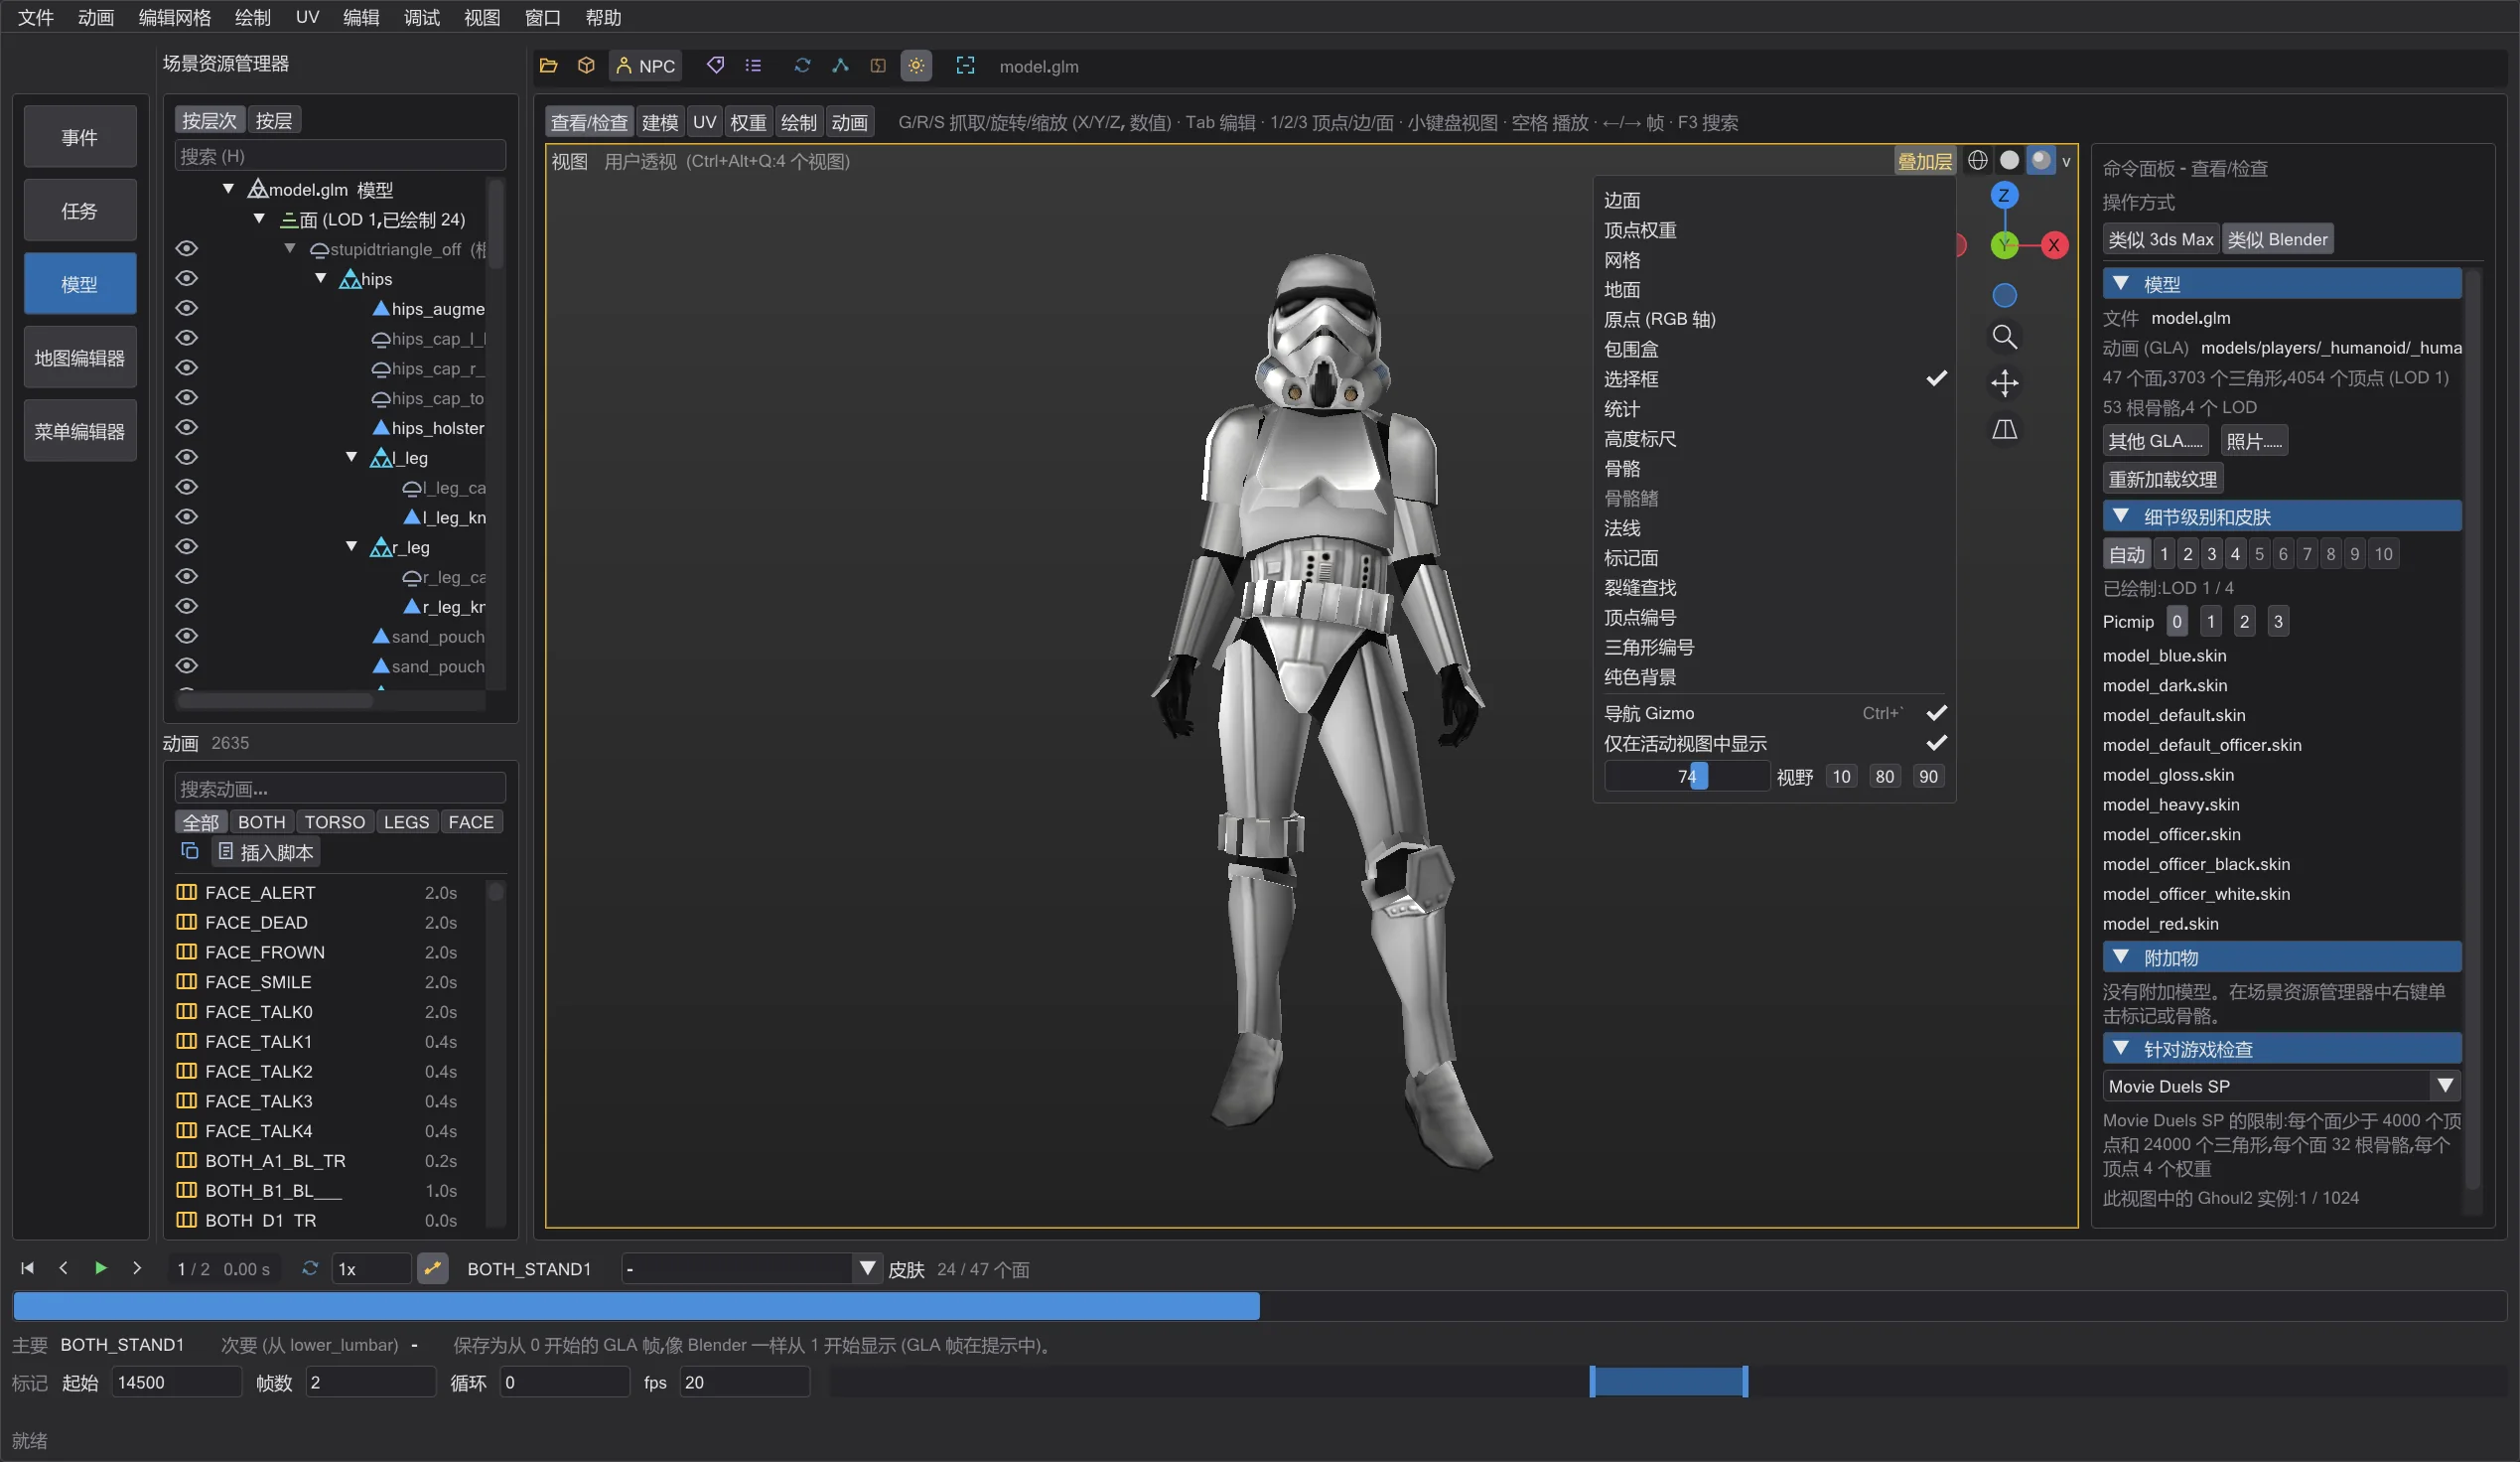 文件 动画 编辑网格 绘制 UV 编辑 调试 视图 窗口 帮助
场景资源管理器
NPC model.glm
事件
任务
模型
地图编辑器
菜单编辑器
按层次 按层
搜索 (H)
model.glm 模型
面 (LOD 1,已绘制 24)
stupidtriangle_off
hips
hips_augme
hips_cap_l_
hips_cap_r_
hips_cap_to
hips_holster
l_leg
l_leg_ca
l_leg_kn
r_leg
r_leg_ca
r_leg_kn
sand_pouch
sand_pouch
动画 2635
搜索动画...
全部 BOTH TORSO LEGS FACE
插入脚本
FACE_ALERT 2.0s
FACE_DEAD 2.0s
FACE_FROWN 2.0s
FACE_SMILE 2.0s
FACE_TALK0 2.0s
FACE_TALK1 0.4s
FACE_TALK2 0.4s
FACE_TALK3 0.4s
FACE_TALK4 0.4s
BOTH_A1_BL_TR 0.2s
BOTH_B1_BL___ 1.0s
BOTH_D1_TR 0.0s
查看/检查 建模 UV 权重 绘制 动画 G/R/S 抓取/旋转/缩放 (X/Y/Z, 数值) · Tab 编辑 · 1/2/3 顶点/边/面 · 小键盘视图 · 空格 播放 · ←/→ 帧 · F3 搜索
视图 用户透视 (Ctrl+Alt+Q:4 个视图) 叠加层 v
Z
Y X
边面
顶点权重
网格
地面
原点 (RGB 轴)
包围盒
选择框
统计
高度标尺
骨骼
骨骼鳍
法线
标记面
裂缝查找
顶点编号
三角形编号
纯色背景
导航 Gizmo Ctrl+`
仅在活动视图中显示
74 视野 10 80 90
命令面板 - 查看/检查
操作方式
类似 3ds Max 类似 Blender
模型
文件 model.glm
动画 (GLA) models/players/_humanoid/_huma
47 个面,3703 个三角形,4054 个顶点 (LOD 1)
53 根骨骼,4 个 LOD
其他 GLA...... 照片......
重新加载纹理
细节级别和皮肤
自动 1 2 3 4 5 6 7 8 9 10
已绘制:LOD 1 / 4
Picmip 0 1 2 3
model_blue.skin
model_dark.skin
model_default.skin
model_default_officer.skin
model_gloss.skin
model_heavy.skin
model_officer.skin
model_officer_black.skin
model_officer_white.skin
model_red.skin
附加物
没有附加模型。在场景资源管理器中右键单
击标记或骨骼。
针对游戏检查
Movie Duels SP
Movie Duels SP 的限制:每个面少于 4000 个顶
点和 24000 个三角形,每个面 32 根骨骼,每个
顶点 4 个权重
此视图中的 Ghoul2 实例:1 / 1024
1 / 2 0.00 s 1x BOTH_STAND1 - 皮肤 24 / 47 个面
主要 BOTH_STAND1 次要 (从 lower_lumbar) - 保存为从 0 开始的 GLA 帧,像 Blender 一样从 1 开始显示 (GLA 帧在提示中)。
标记 起始 14500 帧数 2 循环 0 fps 20
就绪